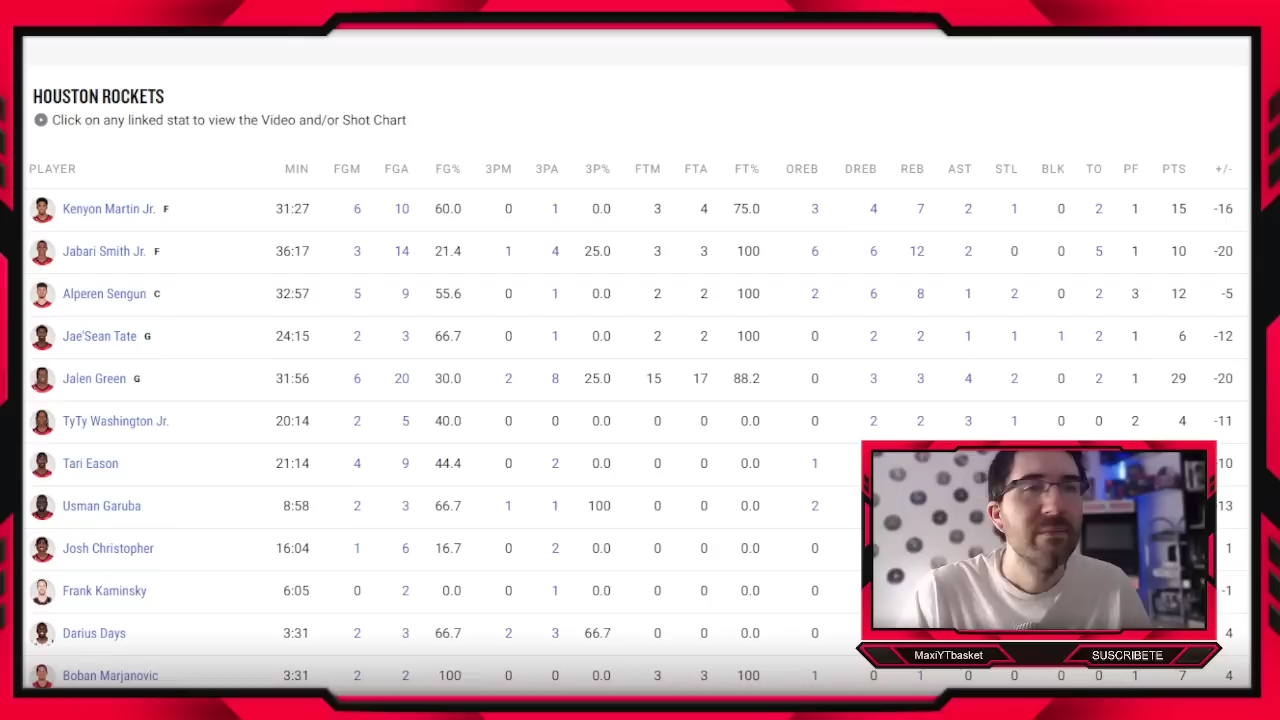 HOUSTON ROCKETS
Click on any linked stat to view the Video and/or Shot Chart
PLAYER MIN FGM FGA FG% 3PM 3PA 3P% FTM FTA FT% OREB DREB REB AST STL BLK TO PF PTS +/-
Kenyon Martin Jr. F 31:27 6 10 60.0 0 1 0.0 3 4 75.0 3 4 7 2 1 0 2 1 15 -16
Jabari Smith Jr. F 36:17 3 14 21.4 1 4 25.0 3 3 100 6 6 12 2 0 0 5 1 10 -20
Alperen Sengun C 32:57 5 9 55.6 0 1 0.0 2 2 100 2 6 8 1 2 0 2 3 12 -5
Jae'Sean Tate G 24:15 2 3 66.7 0 1 0.0 2 2 100 0 2 2 1 1 1 2 1 6 -12
Jalen Green G 31:56 6 20 30.0 2 8 25.0 15 17 88.2 0 3 3 4 2 0 2 1 29 -20
TyTy Washington Jr. 20:14 2 5 40.0 0 0 0.0 0 0 0.0 0 2 2 3 1 0 0 2 4 -11
Tari Eason 21:14 4 9 44.4 0 2 0.0 0 0 0.0 1 10
Usman Garuba 8:58 2 3 66.7 1 1 100 0 0 0.0 2 13
Josh Christopher 16:04 1 6 16.7 0 2 0.0 0 0 0.0 0 1
Frank Kaminsky 6:05 0 2 0.0 0 1 0.0 0 0 0.0 0 -1
Darius Days 3:31 2 3 66.7 2 3 66.7 0 0 0.0 0 4
Boban Marjanovic 3:31 2 2 100 0 0 0.0 3 3 100 1 0 1 0 0 0 0 1 7 4
MaxiYTbasket
SUSCRIBETE